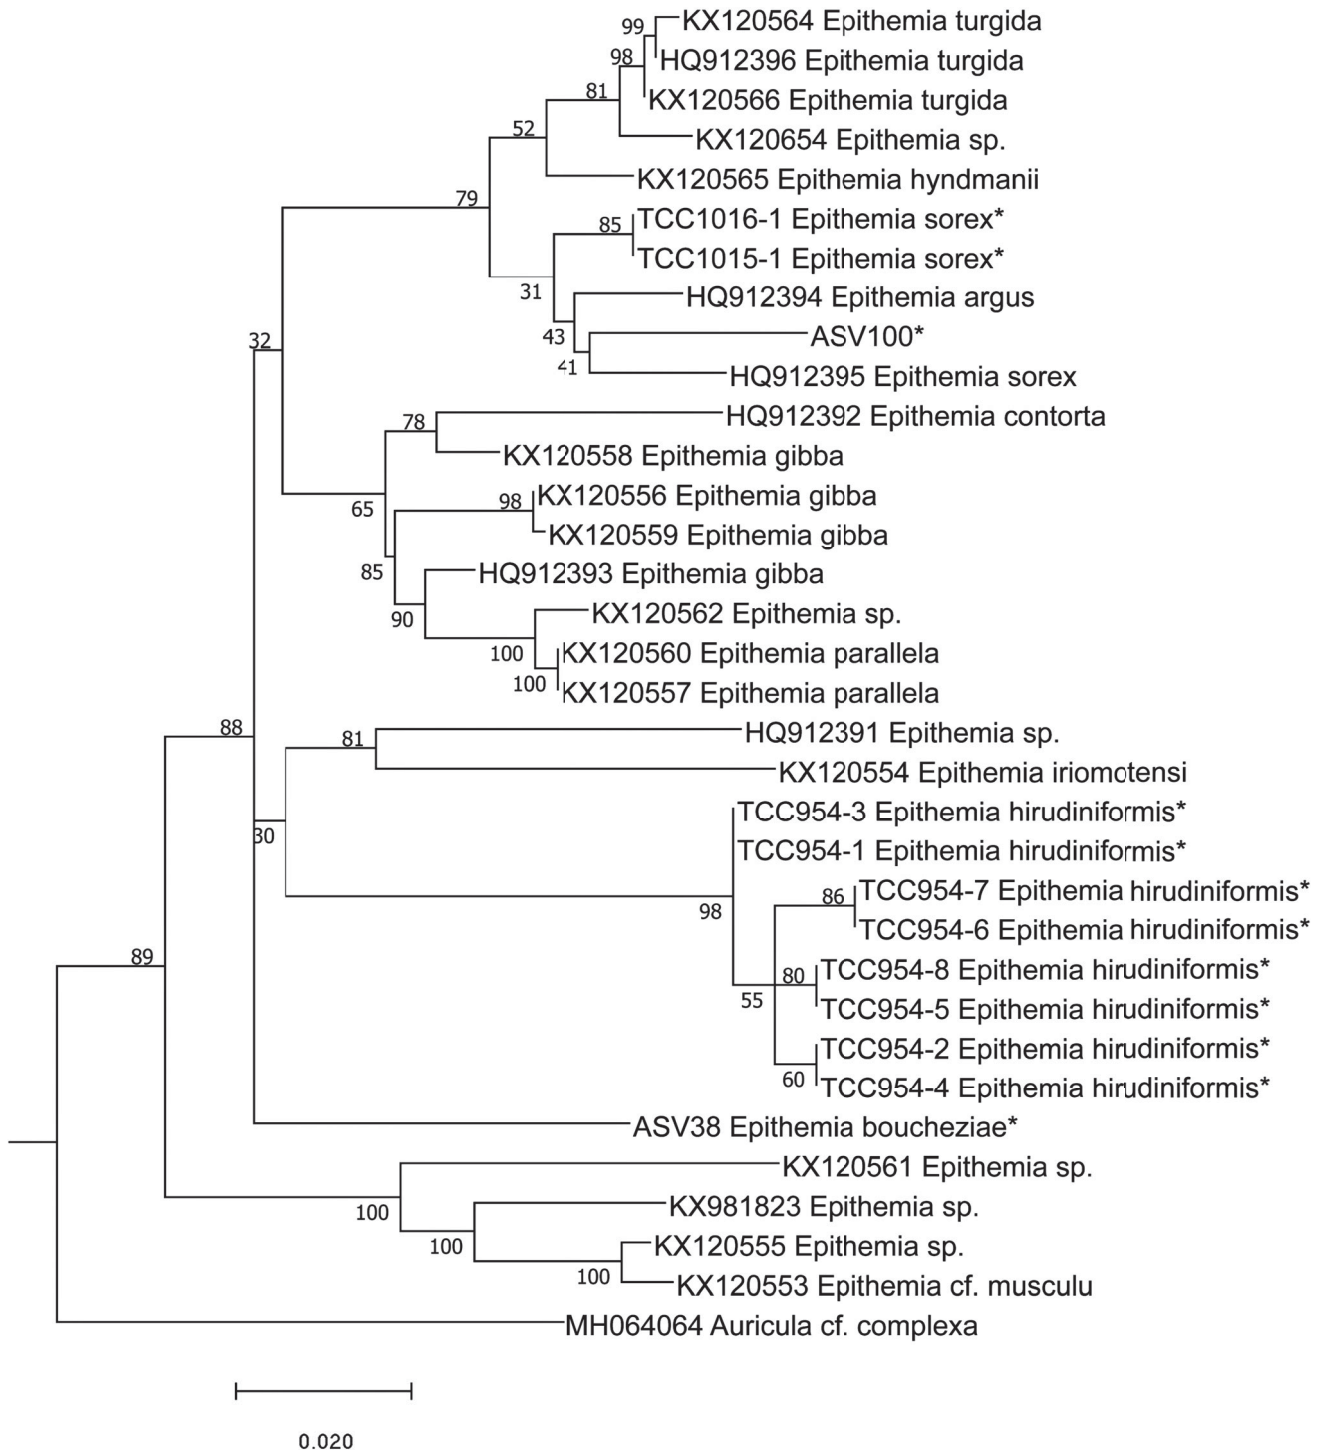 99
KX120564 Epithemia turgida
98
HQ912396 Epithemia turgida
81
KX120566 Epithemia turgida
52
KX120654 Epithemia sp.
KX120565 Epithemia hyndmanii
79
85
TCC1016-1 Epithemia sorex*
TCC1015-1 Epithemia sorex*
31
HQ912394 Epithemia argus
43
ASV100*
41
HQ912395 Epithemia sorex
32
78
HQ912392 Epithemia contorta
KX120558 Epithemia gibba
65
98
KX120556 Epithemia gibba
KX120559 Epithemia gibba
85
HQ912393 Epithemia gibba
90
KX120562 Epithemia sp.
100
KX120560 Epithemia parallela
100
KX120557 Epithemia parallela
88
81
HQ912391 Epithemia sp.
KX120554 Epithemia iriomotensi
30
TCC954-3 Epithemia hirudiniformis*
TCC954-1 Epithemia hirudiniformis*
98
86
TCC954-7 Epithemia hirudiniformis*
TCC954-6 Epithemia hirudiniformis*
55
80
TCC954-8 Epithemia hirudiniformis*
TCC954-5 Epithemia hirudiniformis*
TCC954-2 Epithemia hirudiniformis*
60
TCC954-4 Epithemia hirudiniformis*
89
ASV38 Epithemia boucheziae*
KX120561 Epithemia sp.
100
KX981823 Epithemia sp.
100
KX120555 Epithemia sp.
100
KX120553 Epithemia cf. musculu
MH064064 Auricula cf. complexa
0.020